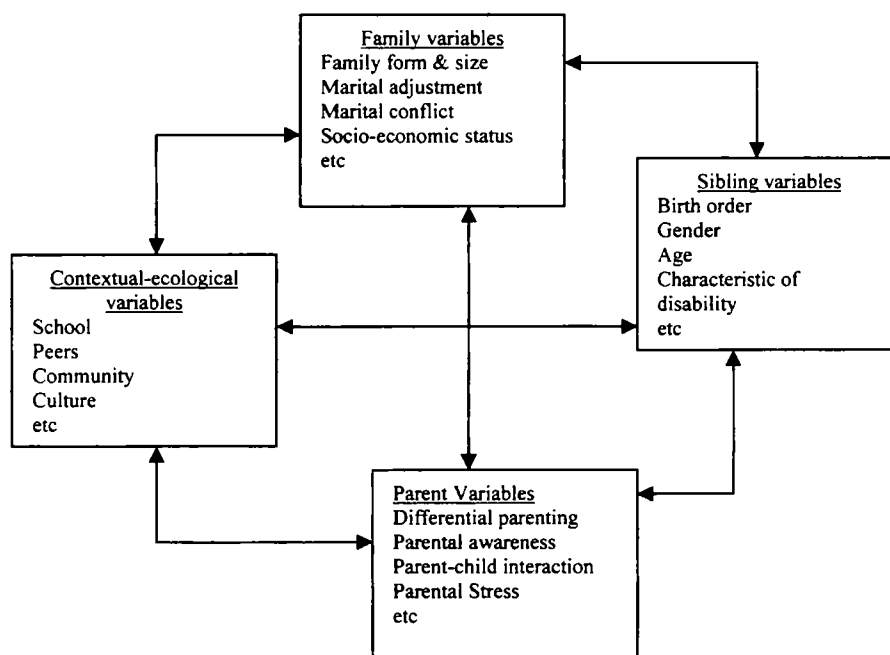 Family variables
Family form & size
Marital adjustment
Marital conflict
Socio-economic status
etc
Sibling variables
Birth order
Gender
Age
Characteristic of
disability
etc
Contextual-ecological
variables
School
Peers
Community
Culture
etc
Parent Variables
Differential parenting
Parental awareness
Parent-child interaction
Parental Stress
etc